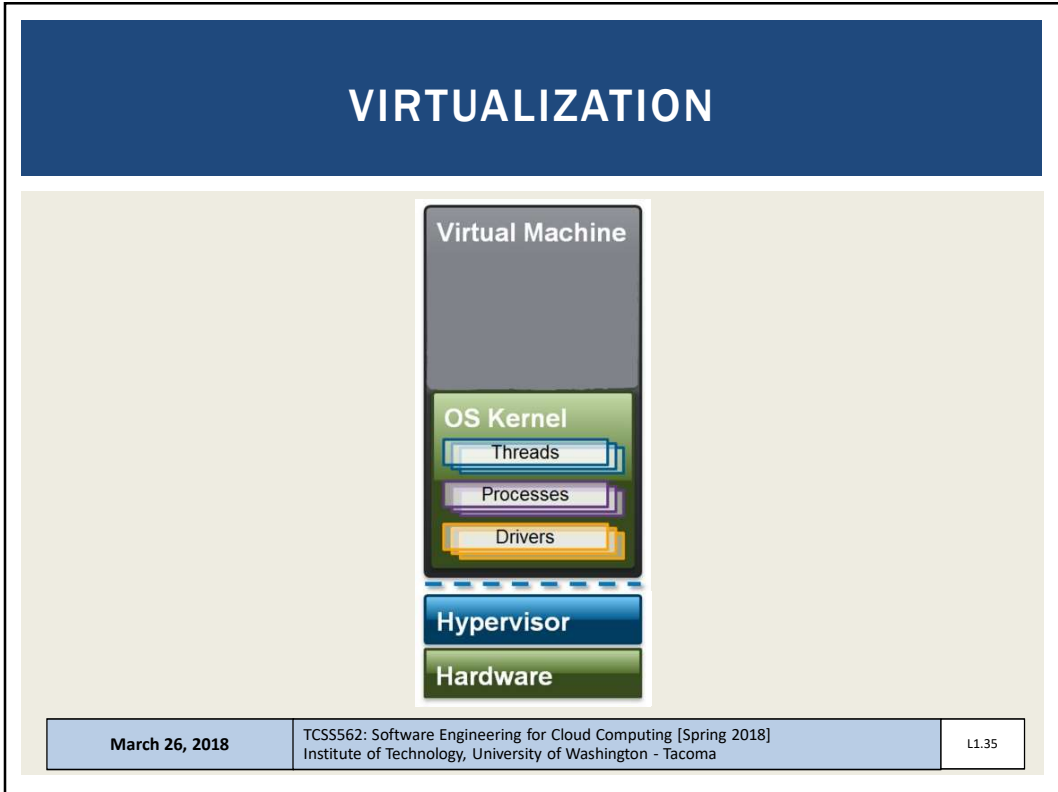 VIRTUALIZATION
Virtual Machine
OS Kernel
Threads
Processes
Drivers
Hypervisor
Hardware
March 26, 2018
TCSS562: Software Engineering for Cloud Computing [Spring 2018]
Institute of Technology, University of Washington - Tacoma
L1.35